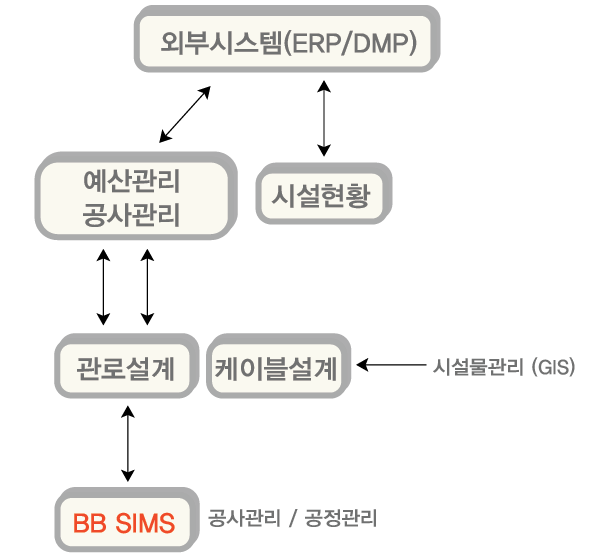 외부시스템(ERP/DMP)
예산관리
공사관리
시설현황
관로설계
케이블설계
시설물관리 (GIS)
BB SIMS
공사관리 / 공정관리